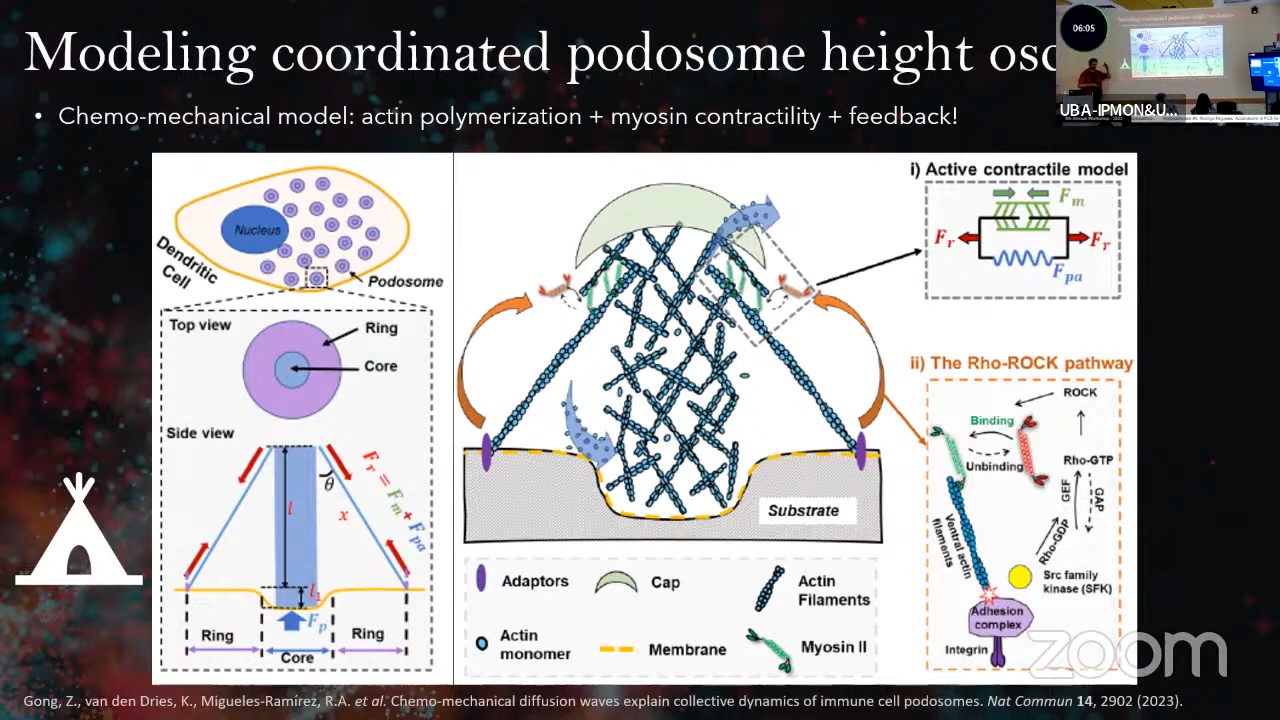 Modeling coordinated podosome height osc
06:05
UBA-IPMON&U...
• Chemo-mechanical model: actin polymerization + myosin contractility + feedback!
Nucleus
Dendritic
Cell
Podosome
Top view
Ring
Core
Side view
l
θ
x
F_r = F_m + F_pa
l_1
F_p
Ring
Ring
Core
Substrate
Adaptors
Cap
Actin
Filaments
Actin
monomer
Membrane
Myosin II
i) Active contractile model
F_m
F_r
F_r
F_pa
ii) The Rho-ROCK pathway
ROCK
Binding
Unbinding
Rho-GTP
GEF
GAP
Rho-GDP
Ventral actin
filaments
Src family
kinase (SFK)
Adhesion
complex
Integrin
zoom
Gong, Z., van den Dries, K., Migueles-Ramírez, R.A. et al. Chemo-mechanical diffusion waves explain collective dynamics of immune cell podosomes. Nat Commun 14, 2902 (2023).